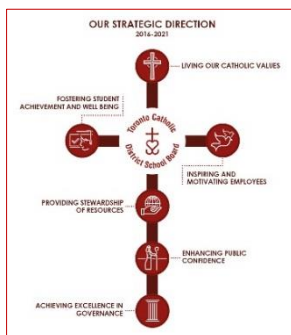 OUR STRATEGIC DIRECTION
2016-2021
LIVING OUR CATHOLIC VALUES
FOSTERING STUDENT
ACHIEVEMENT AND WELL BEING
Toronto Catholic
District School Board
INSPIRING AND
MOTIVATING EMPLOYEES
PROVIDING STEWARDSHIP
OF RESOURCES
ENHANCING PUBLIC
CONFIDENCE
ACHIEVING EXCELLENCE IN
GOVERNANCE